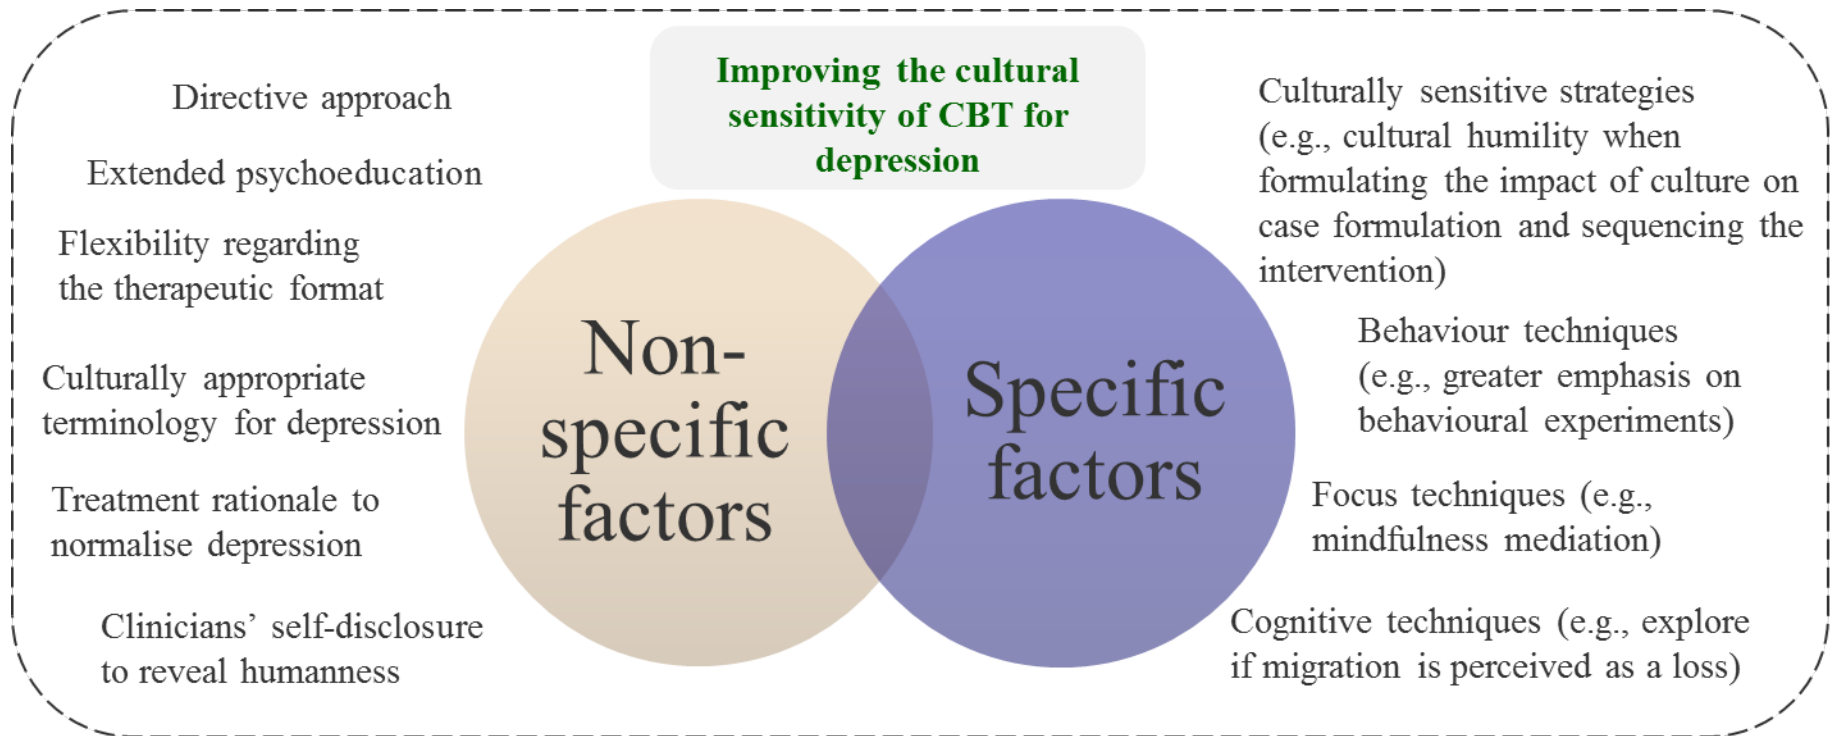 Improving the cultural
sensitivity of CBT for
depression
Directive approach
Extended psychoeducation
Flexibility regarding
the therapeutic format
Culturally appropriate
terminology for depression
Treatment rationale to
normalise depression
Clinicians’ self-disclosure
to reveal humanness
Non-
specific
factors
Specific
factors
Culturally sensitive strategies
(e.g., cultural humility when
formulating the impact of culture on
case formulation and sequencing the
intervention)
Behaviour techniques
(e.g., greater emphasis on
behavioural experiments)
Focus techniques (e.g.,
mindfulness mediation)
Cognitive techniques (e.g., explore
if migration is perceived as a loss)